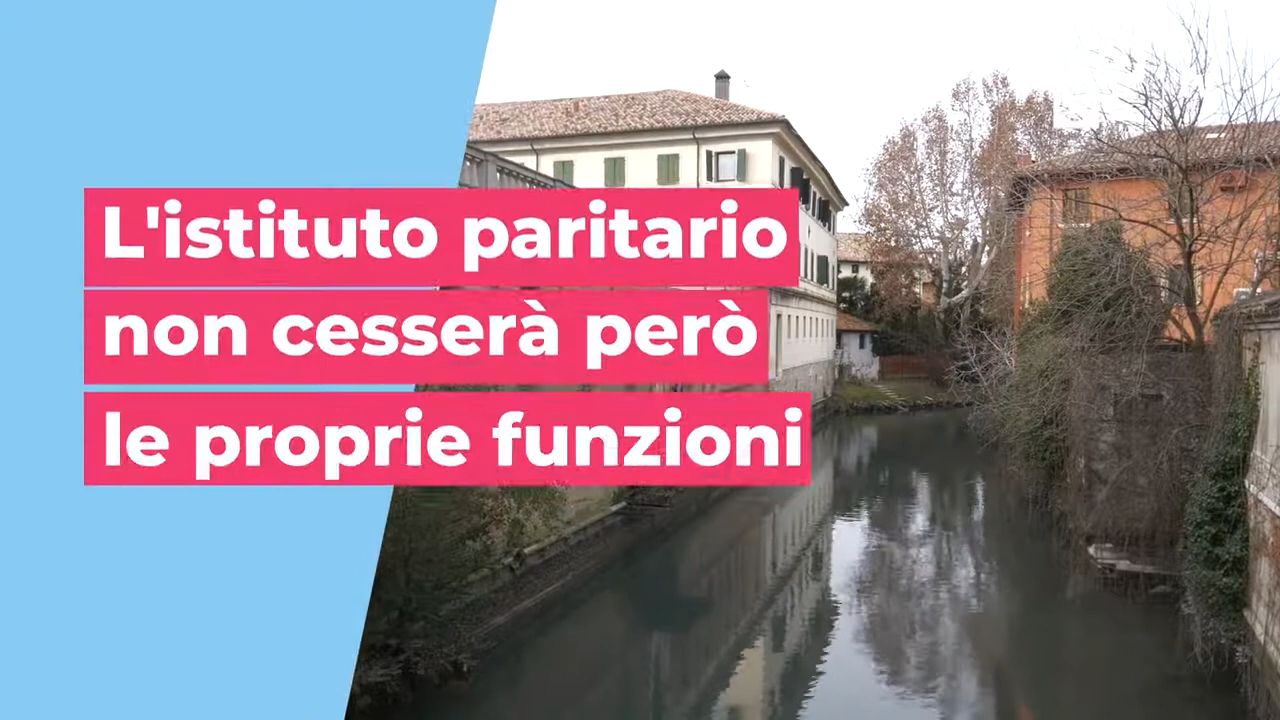 L'istituto paritario
non cesserà però
le proprie funzioni